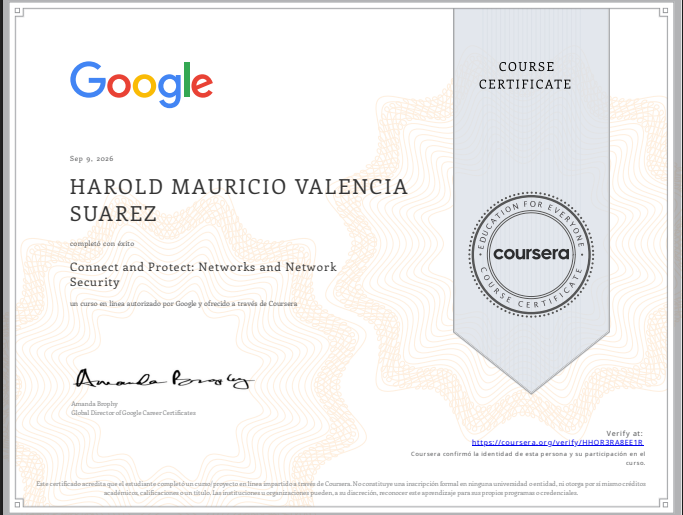 Google
COURSE
CERTIFICATE
Sep 9, 2026
HAROLD MAURICIO VALENCIA
SUAREZ
completó con éxito
Connect and Protect: Networks and Network
Security
un curso en línea autorizado por Google y ofrecido a través de Coursera
EDUCATION FOR EVERYONE
coursera
COURSE CERTIFICATE
Amanda Brophy
Amanda Brophy
Global Director of Google Career Certificates
Verify at:
https://coursera.org/verify/HHOR3RA8EE1R
Coursera confirmó la identidad de esta persona y su participación en el
curso.
Este certificado acredita que el estudiante completó un curso/proyecto en línea impartido a través de Coursera. No constituye una inscripción formal en ninguna universidad o entidad, ni otorga por sí mismo créditos
académicos, calificaciones o un título. Las instituciones u organizaciones pueden, a su discreción, reconocer este aprendizaje para sus propios programas o credenciales.